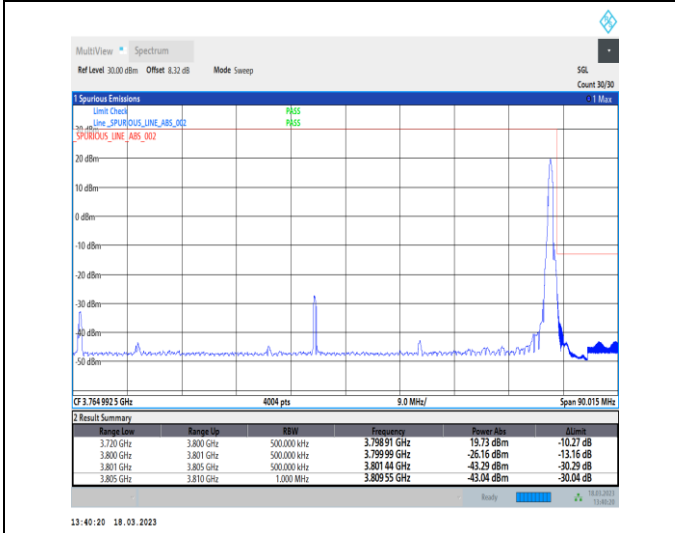 MultiView Spectrum
Ref Level 30.00 dBm Offset 8.32 dB Mode Sweep SGL
Count 30/30
1 Spurious Emissions 1 Max
Limit Check PASS
Line _SPURIOUS_LINE_ABS_002 PASS
_SPURIOUS_LINE_ABS_002
20 dBm
10 dBm
0 dBm
-10 dBm
-20 dBm
-30 dBm
-40 dBm
-50 dBm
CF 3.764 992 5 GHz 4004 pts 9.0 MHz/ Span 90.015 MHz
2 Result Summary
Range Low Range Up RBW Frequency Power Abs ΔLimit
3.720 GHz 3.800 GHz 500.000 kHz 3.798 91 GHz 19.73 dBm -10.27 dB
3.800 GHz 3.801 GHz 500.000 kHz 3.799 99 GHz -26.16 dBm -13.16 dB
3.801 GHz 3.805 GHz 500.000 kHz 3.801 44 GHz -43.29 dBm -30.29 dB
3.805 GHz 3.810 GHz 1.000 MHz 3.809 55 GHz -43.04 dBm -30.04 dB
Ready 18.03.2023
13:40:20
13:40:20 18.03.2023